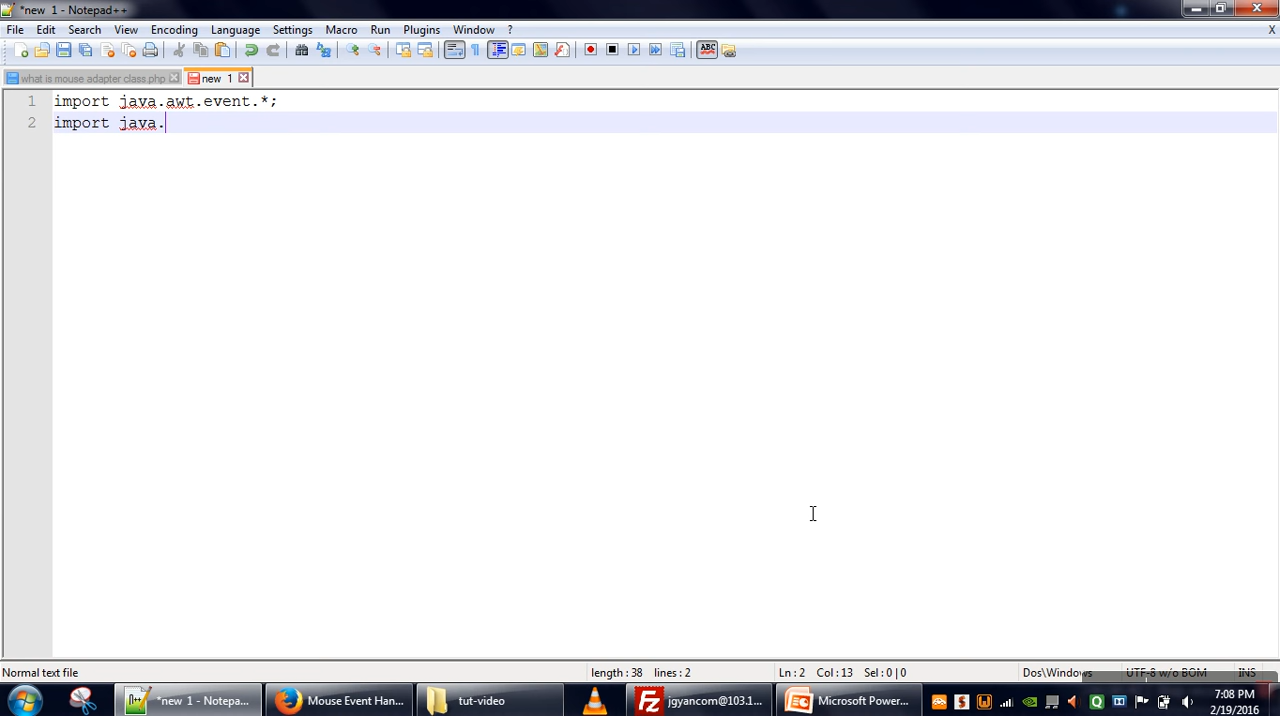 *new 1 - Notepad++
File Edit Search View Encoding Language Settings Macro Run Plugins Window ? X
what is mouse adapter class.php new 1
1 import java.awt.event.*;
2 import java.
Normal text file length : 38 lines : 2 Ln : 2 Col : 13 Sel : 0 | 0 Dos\Windows UTF-8 w/o BOM INS
*new 1 - Notepa... Mouse Event Han... tut-video jgyancom@103.1... Microsoft Power... 7:08 PM
2/19/2016